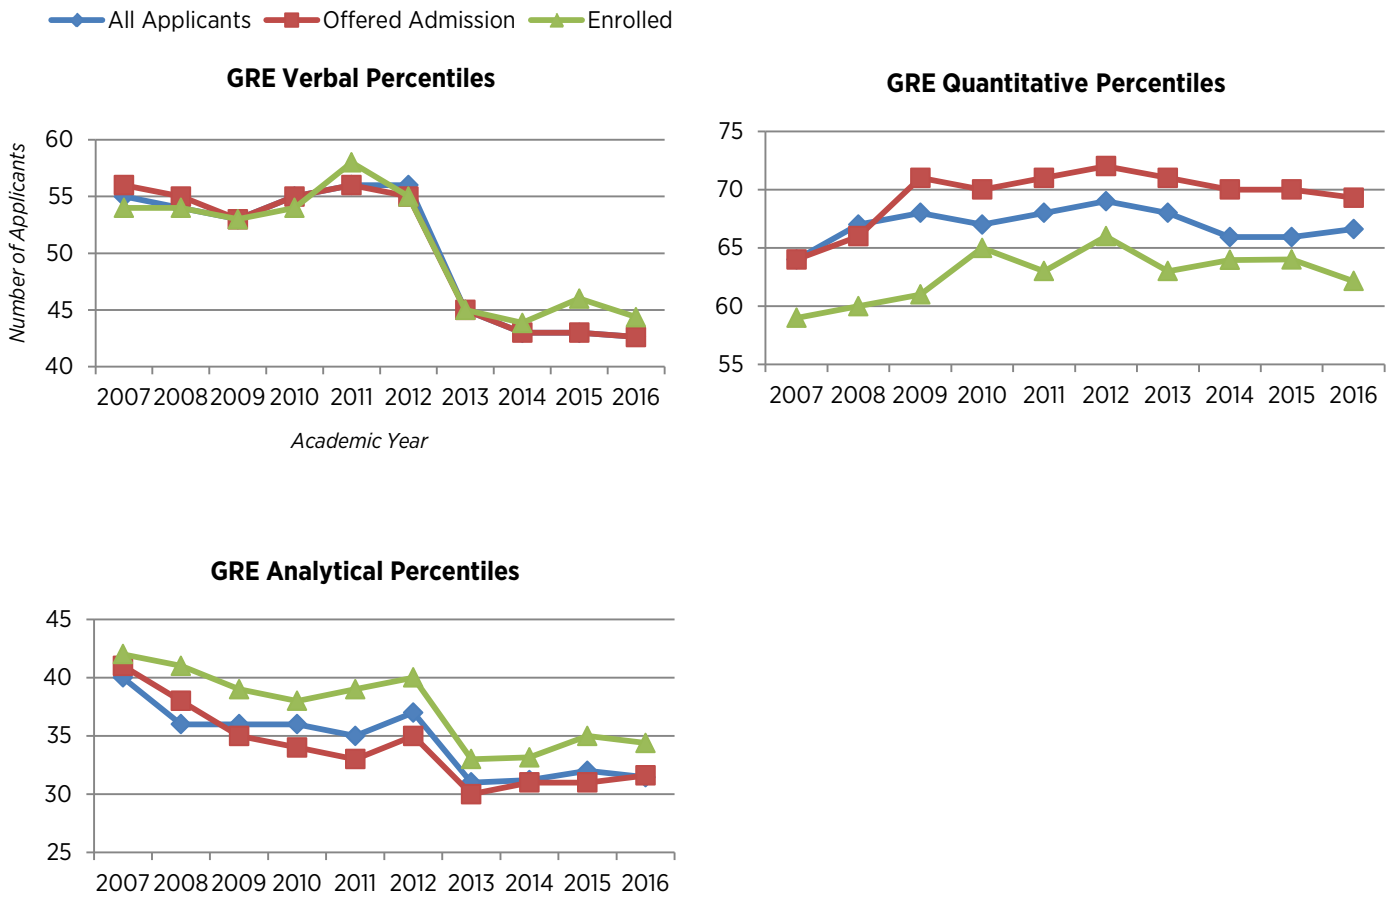 All Applicants Offered Admission Enrolled
GRE Verbal Percentiles
Number of Applicants
60
55
50
45
40
2007 2008 2009 2010 2011 2012 2013 2014 2015 2016
Academic Year
GRE Quantitative Percentiles
75
70
65
60
55
2007 2008 2009 2010 2011 2012 2013 2014 2015 2016
GRE Analytical Percentiles
45
40
35
30
25
2007 2008 2009 2010 2011 2012 2013 2014 2015 2016